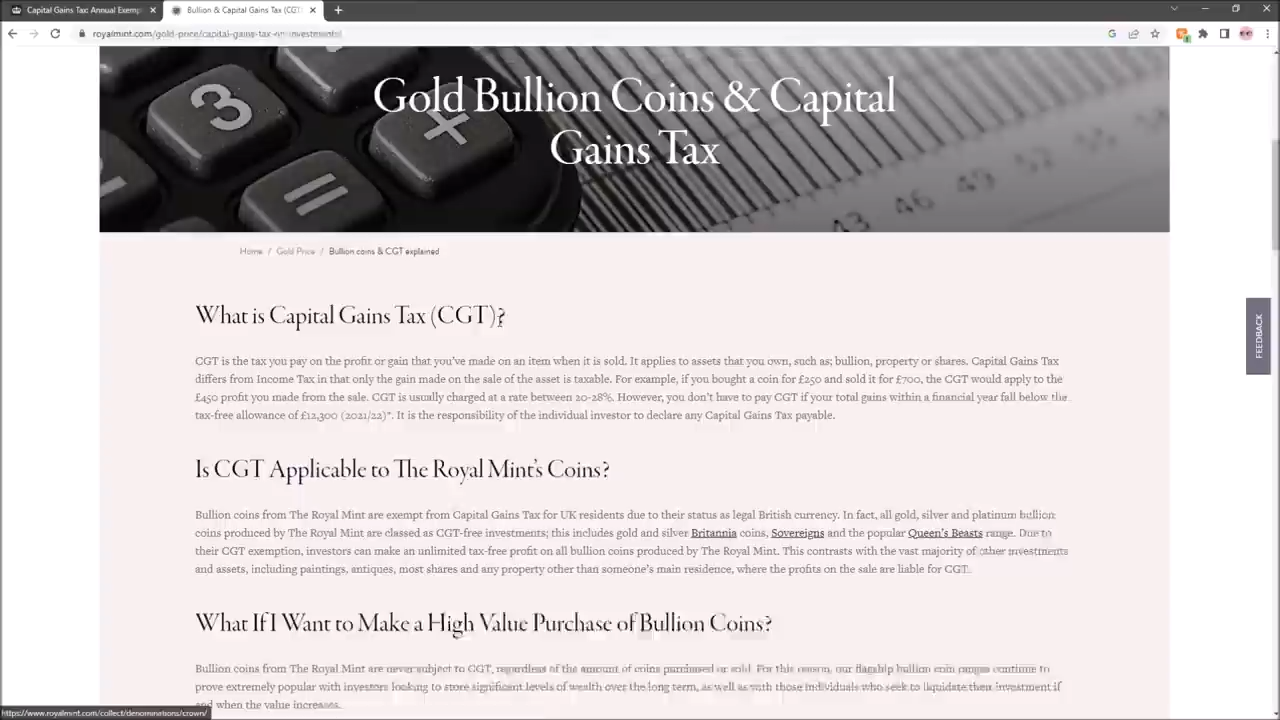 Capital Gains Tax: Annual Exemp
Bullion & Capital Gains Tax (CGT)
royalmint.com/gold-price/capital-gains-tax-on-investments/
Gold Bullion Coins & Capital
Gains Tax
3
+
=
43 46 49 52
Home / Gold Price / Bullion coins & CGT explained
What is Capital Gains Tax (CGT)?
CGT is the tax you pay on the profit or gain that you've made on an item when it is sold. It applies to assets that you own, such as; bullion, property or shares. Capital Gains Tax
differs from Income Tax in that only the gain made on the sale of the asset is taxable. For example, if you bought a coin for £250 and sold it for £700, the CGT would apply to the
£450 profit you made from the sale. CGT is usually charged at a rate between 20-28%. However, you don't have to pay CGT if your total gains within a financial year fall below the
tax-free allowance of £12,300 (2021/22)*. It is the responsibility of the individual investor to declare any Capital Gains Tax payable.
FEEDBACK
Is CGT Applicable to The Royal Mint's Coins?
Bullion coins from The Royal Mint are exempt from Capital Gains Tax for UK residents due to their status as legal British currency. In fact, all gold, silver and platinum bullion
coins produced by The Royal Mint are classed as CGT-free investments; this includes gold and silver Britannia coins, Sovereigns and the popular Queen's Beasts range. Due to
their CGT exemption, investors can make an unlimited tax-free profit on all bullion coins produced by The Royal Mint. This contrasts with the vast majority of other investments
and assets, including paintings, antiques, most shares and any property other than someone's main residence, where the profits on the sale are liable for CGT.
What If I Want to Make a High Value Purchase of Bullion Coins?
Bullion coins from The Royal Mint are never subject to CGT, regardless of the amount of coins purchased or sold. For this reason, our flagship bullion coin ranges continue to
prove extremely popular with investors looking to store significant levels of wealth over the long term, as well as with those individuals who seek to liquidate their investment if
and when the value increases.
https://www.royalmint.com/collect/denominations/crown/